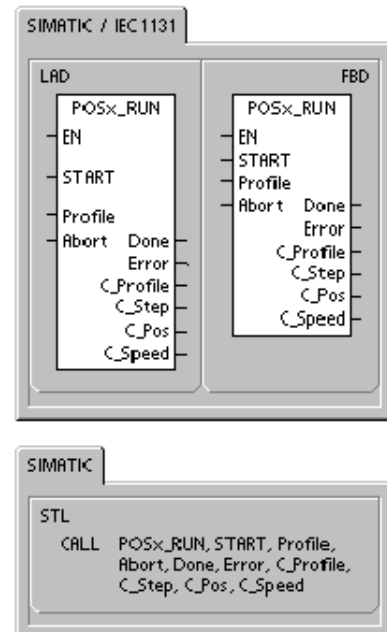 SIMATIC / IEC1131
LAD
POSx_RUN
EN
START
Profile
Abort Done
Error
C_Profile
C_Step
C_Pos
C_Speed
FBD
POSx_RUN
EN
START
Profile
Abort Done
Error
C_Profile
C_Step
C_Pos
C_Speed
SIMATIC
STL
CALL POSx_RUN, START, Profile,
Abort, Done, Error, C_Profile,
C_Step, C_Pos, C_Speed